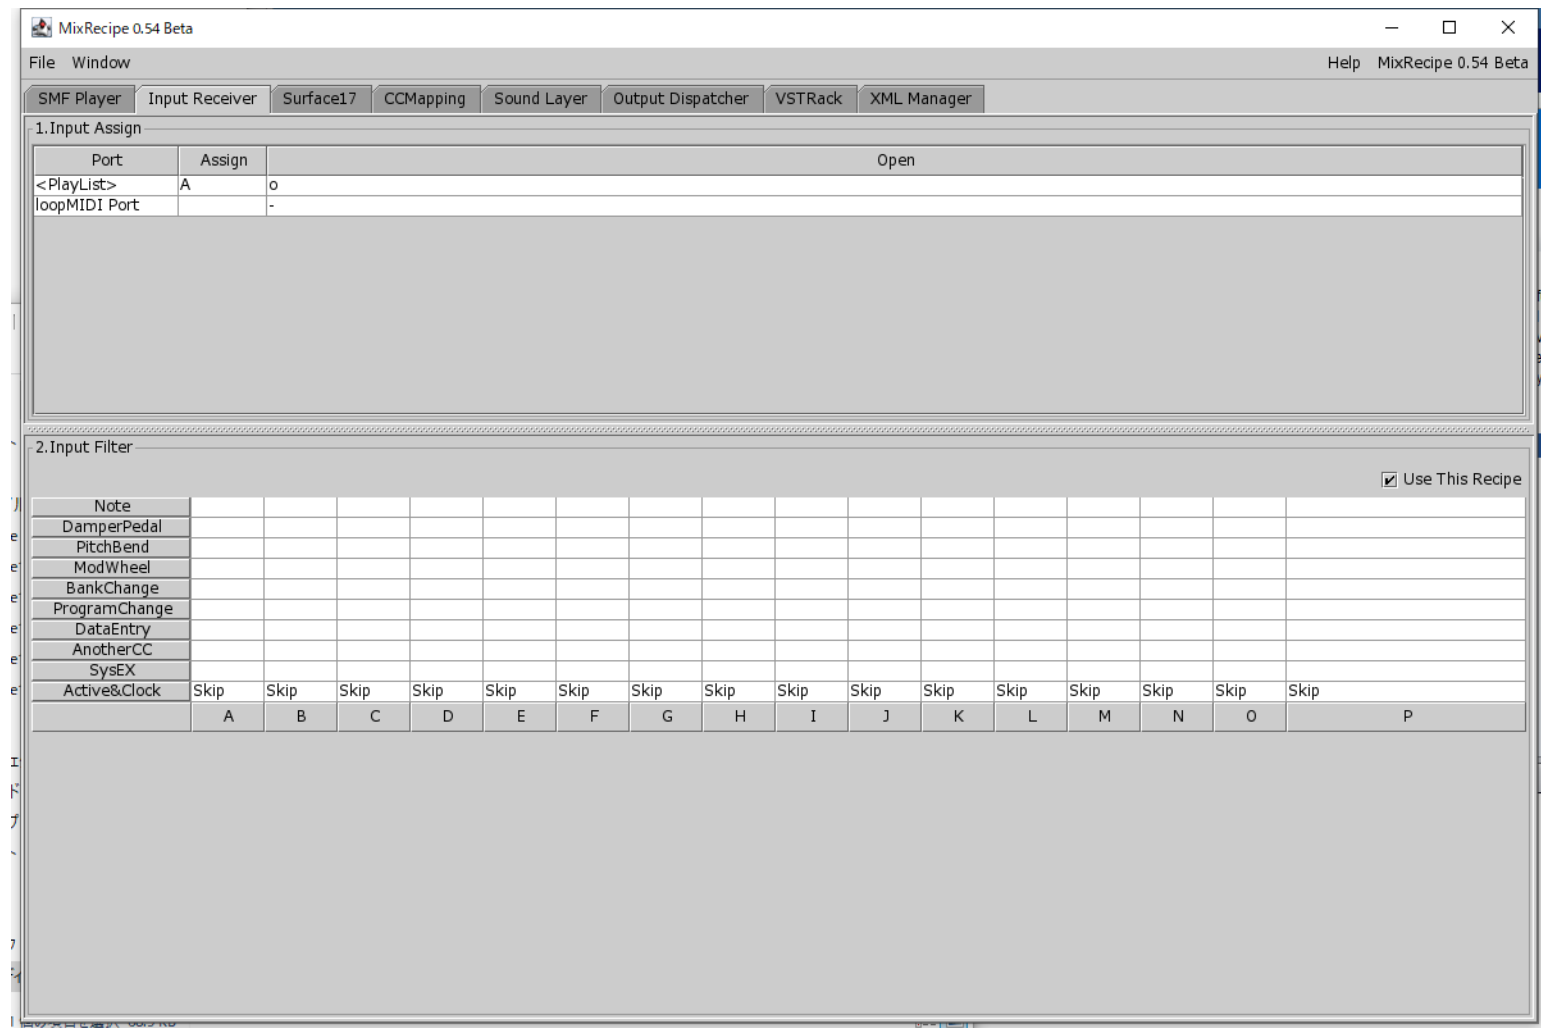 MixRecipe 0.54 Beta
File Window Help MixRecipe 0.54 Beta
SMF Player Input Receiver Surface17 CCMapping Sound Layer Output Dispatcher VSTRack XML Manager
1.Input Assign
Port Assign Open
<PlayList> A o
loopMIDI Port -
2.Input Filter
Use This Recipe
Note
DamperPedal
PitchBend
ModWheel
BankChange
ProgramChange
DataEntry
AnotherCC
SysEX
Active&Clock Skip Skip Skip Skip Skip Skip Skip Skip Skip Skip Skip Skip Skip Skip Skip Skip
A B C D E F G H I J K L M N O P